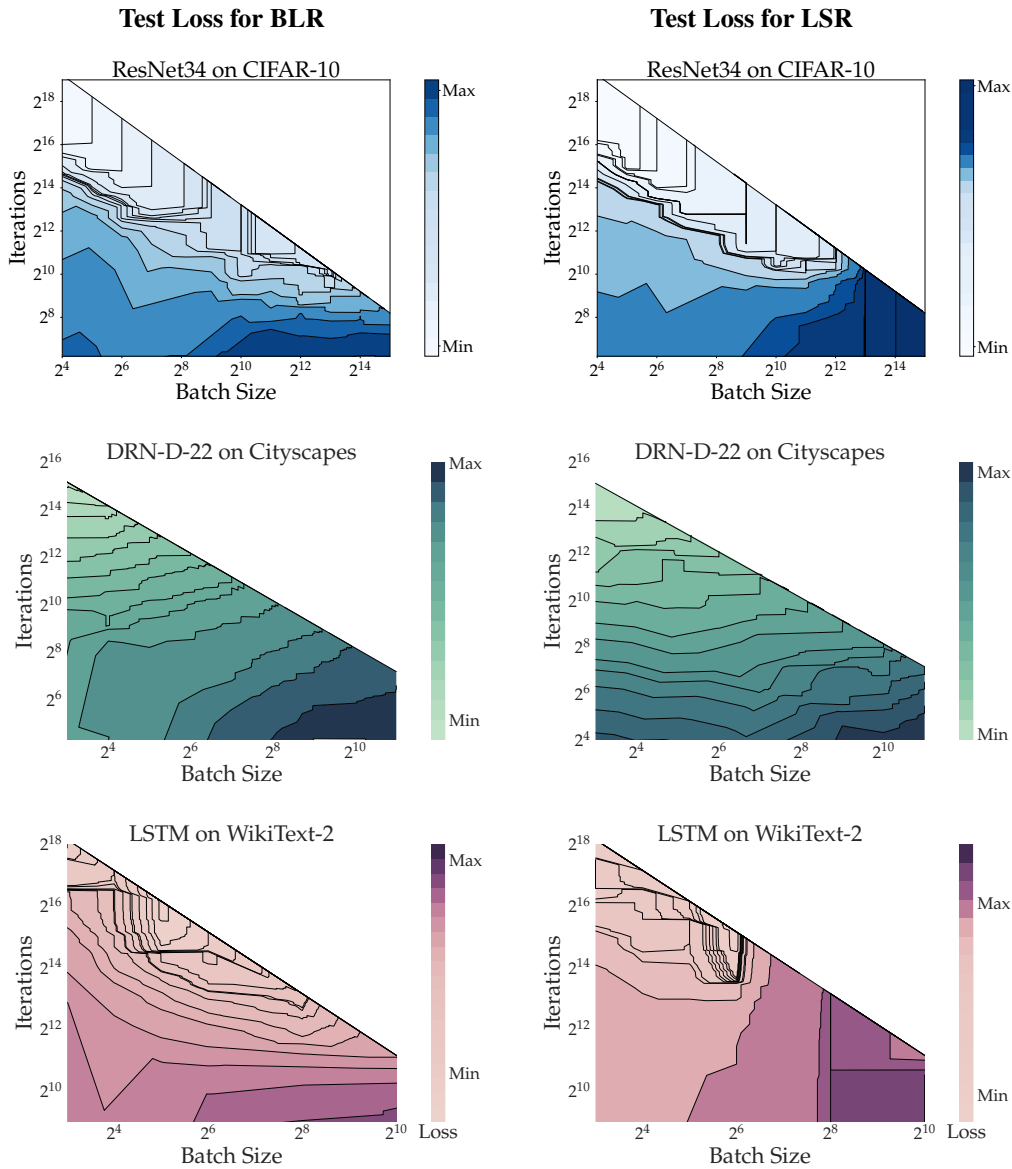 Test Loss for BLR
Test Loss for LSR
ResNet34 on CIFAR-10
2^18
2^16
2^14
2^12
2^10
2^8
Iterations
2^4 2^6 2^8 2^10 2^12 2^14
Batch Size
Max
Min
ResNet34 on CIFAR-10
2^18
2^16
2^14
2^12
2^10
2^8
Iterations
2^4 2^6 2^8 2^10 2^12 2^14
Batch Size
Max
Min
DRN-D-22 on Cityscapes
2^16
2^14
2^12
2^10
2^8
2^6
Iterations
2^4 2^6 2^8 2^10
Batch Size
Max
Min
DRN-D-22 on Cityscapes
2^16
2^14
2^12
2^10
2^8
2^6
2^4
Iterations
2^4 2^6 2^8 2^10
Batch Size
Max
Min
LSTM on WikiText-2
2^18
2^16
2^14
2^12
2^10
Iterations
2^4 2^6 2^8 2^10
Batch Size
Max
Min
Loss
LSTM on WikiText-2
2^18
2^16
2^14
2^12
2^10
Iterations
2^4 2^6 2^8 2^10
Batch Size
Max
Min
Loss